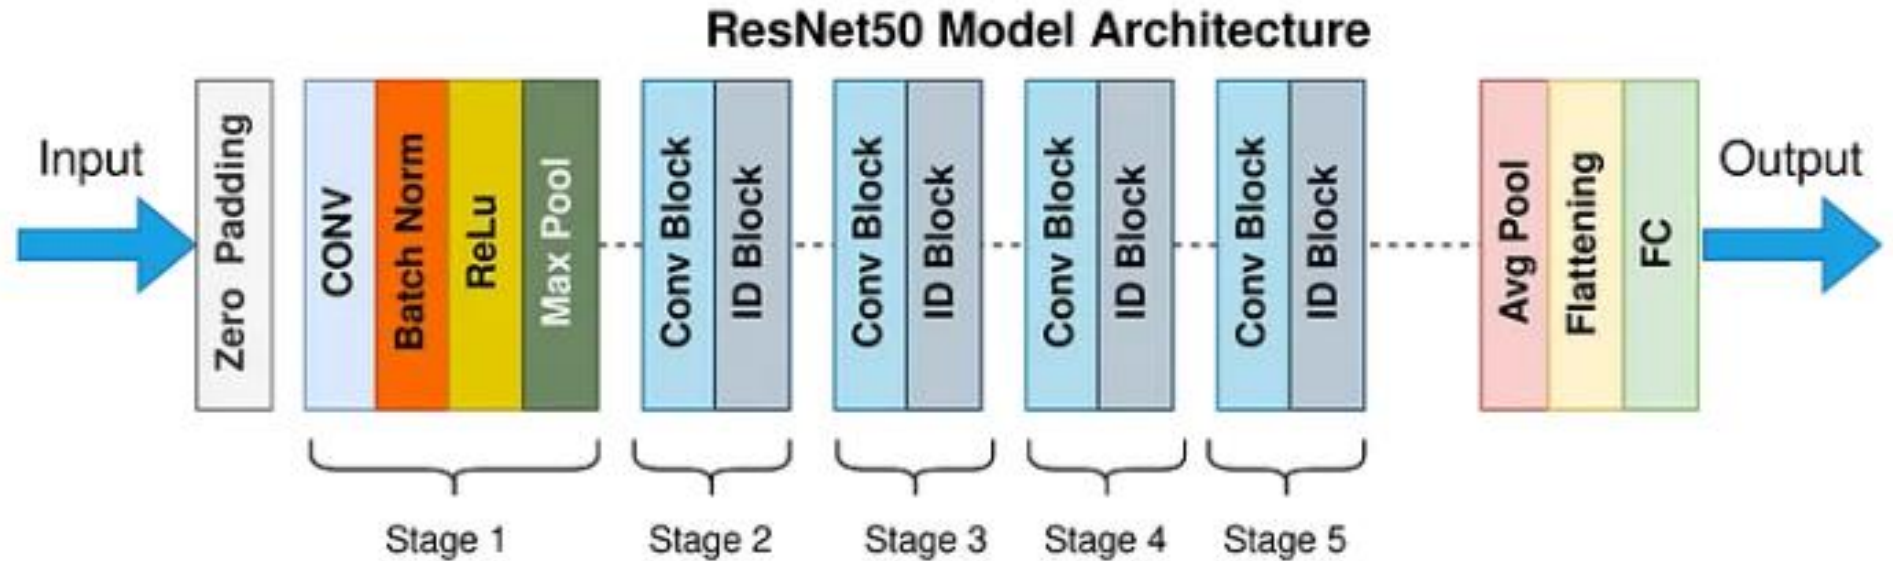 ResNet50 Model Architecture
Input
Zero Padding
CONV
Batch Norm
ReLu
Max Pool
Conv Block
ID Block
Conv Block
ID Block
Conv Block
ID Block
Conv Block
ID Block
Avg Pool
Flattening
FC
Output
Stage 1
Stage 2
Stage 3
Stage 4
Stage 5